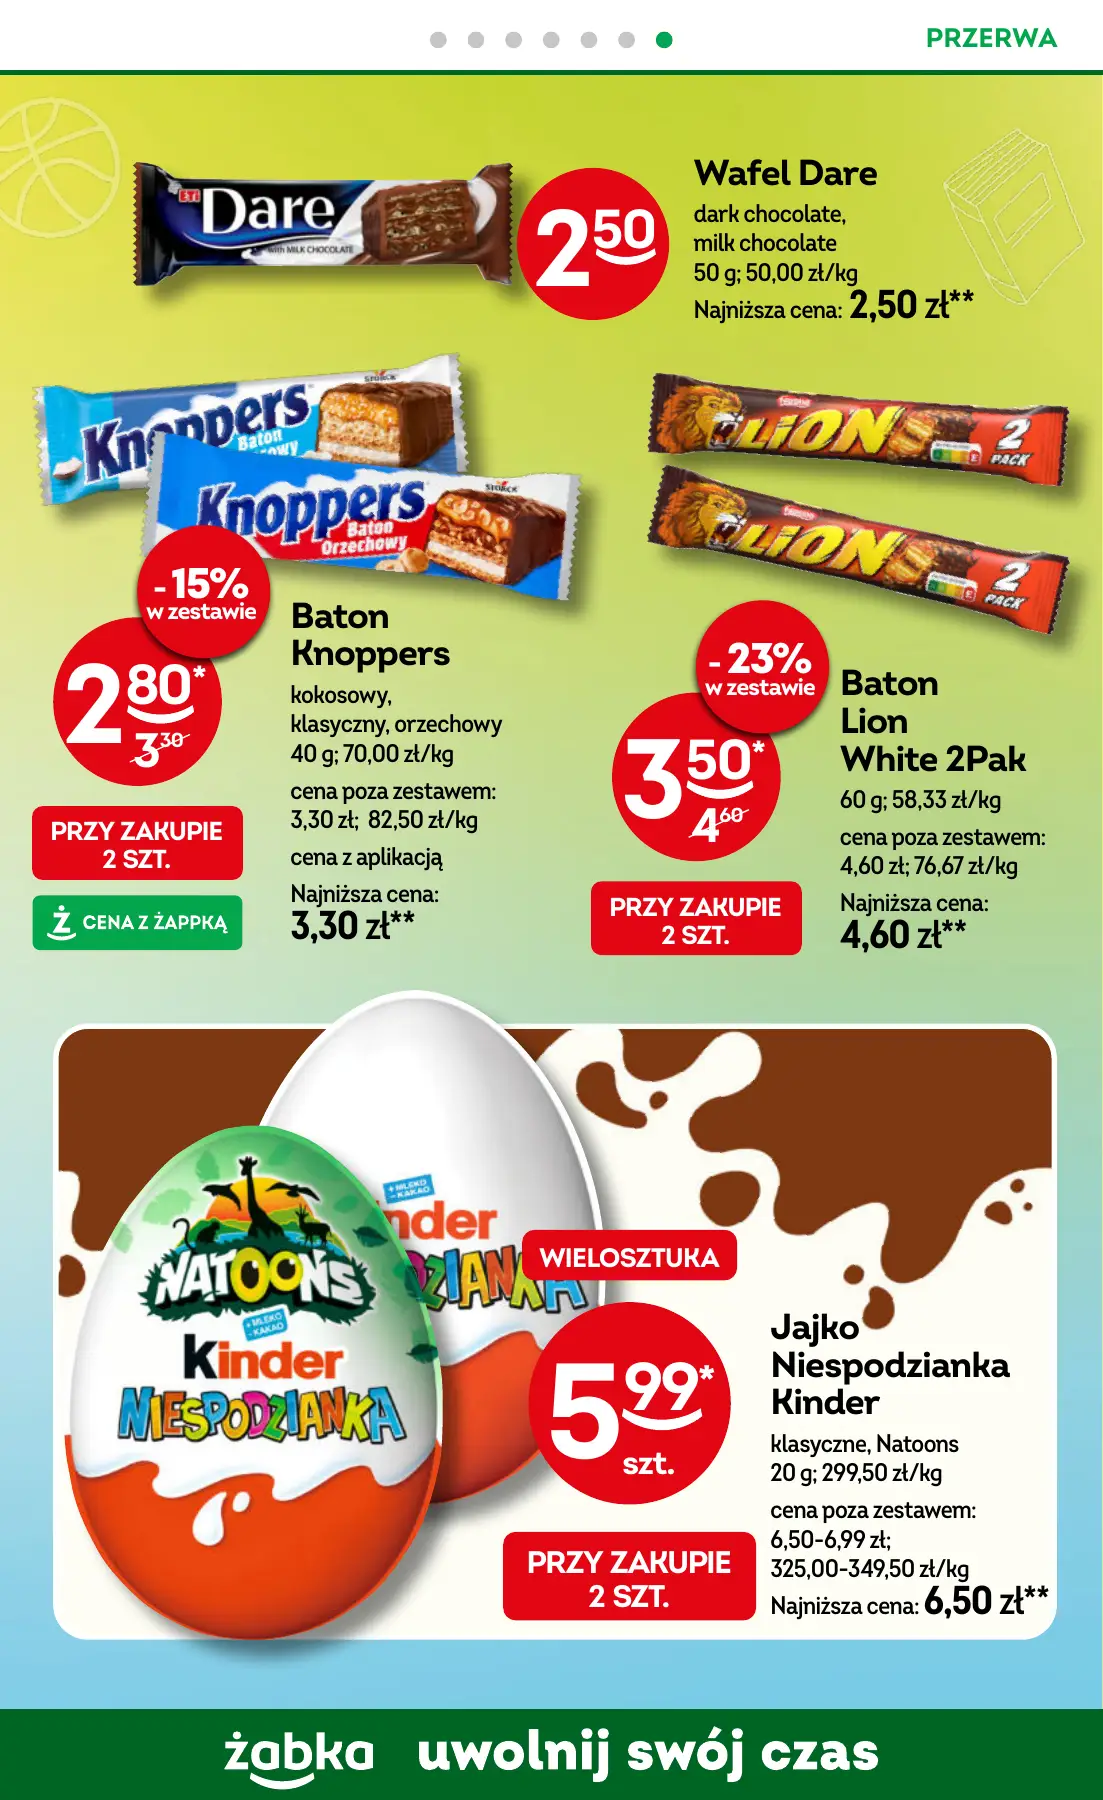 PRZERWA
ETİ
Dare
with MILK CHOCOLATE
2 50
Wafel Dare
dark chocolate,
milk chocolate
50 g; 50,00 zł/kg
Najniższa cena: 2,50 zł**
STORCK
Knoppers
Baton
STORCK
Knoppers
Baton
Orzechowy
- 15%
w zestawie
2 80*
3 30
PRZY ZAKUPIE
2 SZT.
Ż CENA Z ŻAPPKĄ
Baton
Knoppers
kokosowy,
klasyczny, orzechowy
40 g; 70,00 zł/kg
cena poza zestawem:
3,30 zł; 82,50 zł/kg
cena z aplikacją
Najniższa cena:
3,30 zł**
Nestlé
LION
2
PACK
Nestlé
LION
2
PACK
- 23%
w zestawie
3 50*
4 60
PRZY ZAKUPIE
2 SZT.
Baton
Lion
White 2Pak
60 g; 58,33 zł/kg
cena poza zestawem:
4,60 zł; 76,67 zł/kg
Najniższa cena:
4,60 zł**
+ MLEKO
- KAKAO
NATOONS
+ MLEKO
- KAKAO
Kinder
NIESPODZIANKA
WIELOSZTUKA
5 99*
szt.
PRZY ZAKUPIE
2 SZT.
Jajko
Niespodzianka
Kinder
klasyczne, Natoons
20 g; 299,50 zł/kg
cena poza zestawem:
6,50-6,99 zł;
325,00-349,50 zł/kg
Najniższa cena: 6,50 zł**
żabka uwolnij swój czas